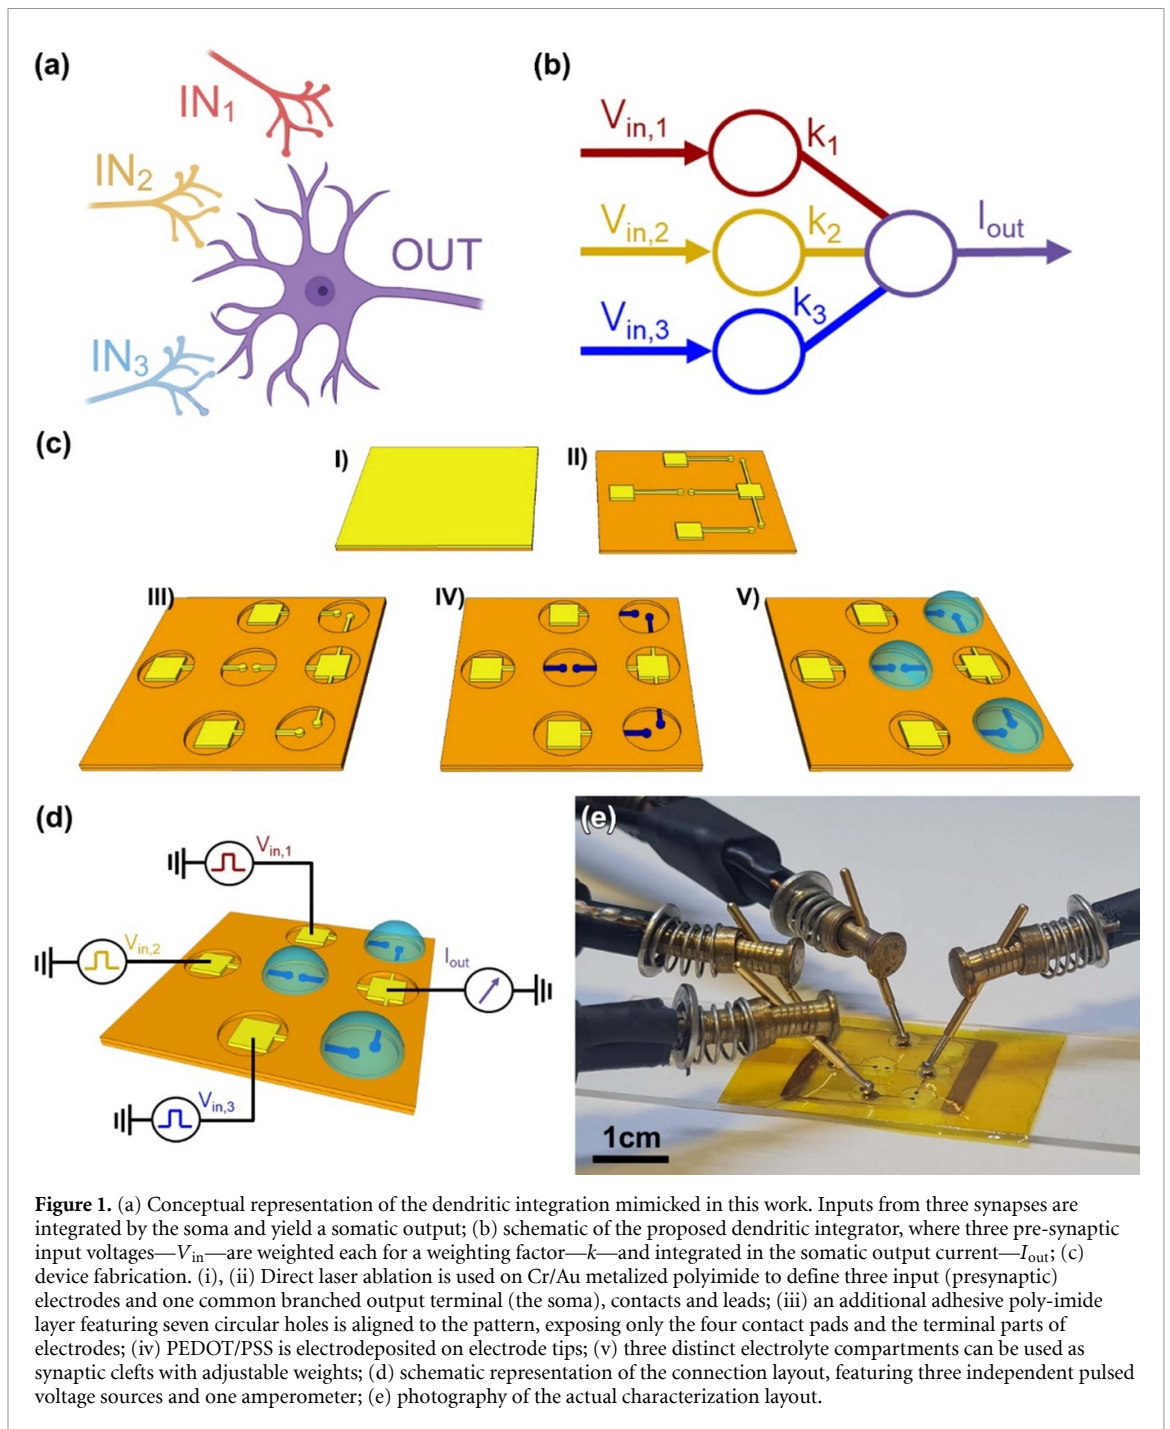 (a)
IN1
IN2
OUT
IN3
(b)
Vin,1
k1
Vin,2
k2
Iout
Vin,3
k3
(c)
I)
II)
III)
IV)
V)
(d)
Vin,1
Vin,2
Iout
Vin,3
(e)
1cm
Figure 1. (a) Conceptual representation of the dendritic integration mimicked in this work. Inputs from three synapses are
integrated by the soma and yield a somatic output; (b) schematic of the proposed dendritic integrator, where three pre-synaptic
input voltages—Vin—are weighted each for a weighting factor—k—and integrated in the somatic output current—Iout; (c)
device fabrication. (i), (ii) Direct laser ablation is used on Cr/Au metalized polyimide to define three input (presynaptic)
electrodes and one common branched output terminal (the soma), contacts and leads; (iii) an additional adhesive poly-imide
layer featuring seven circular holes is aligned to the pattern, exposing only the four contact pads and the terminal parts of
electrodes; (iv) PEDOT/PSS is electrodeposited on electrode tips; (v) three distinct electrolyte compartments can be used as
synaptic clefts with adjustable weights; (d) schematic representation of the connection layout, featuring three independent pulsed
voltage sources and one amperometer; (e) photography of the actual characterization layout.